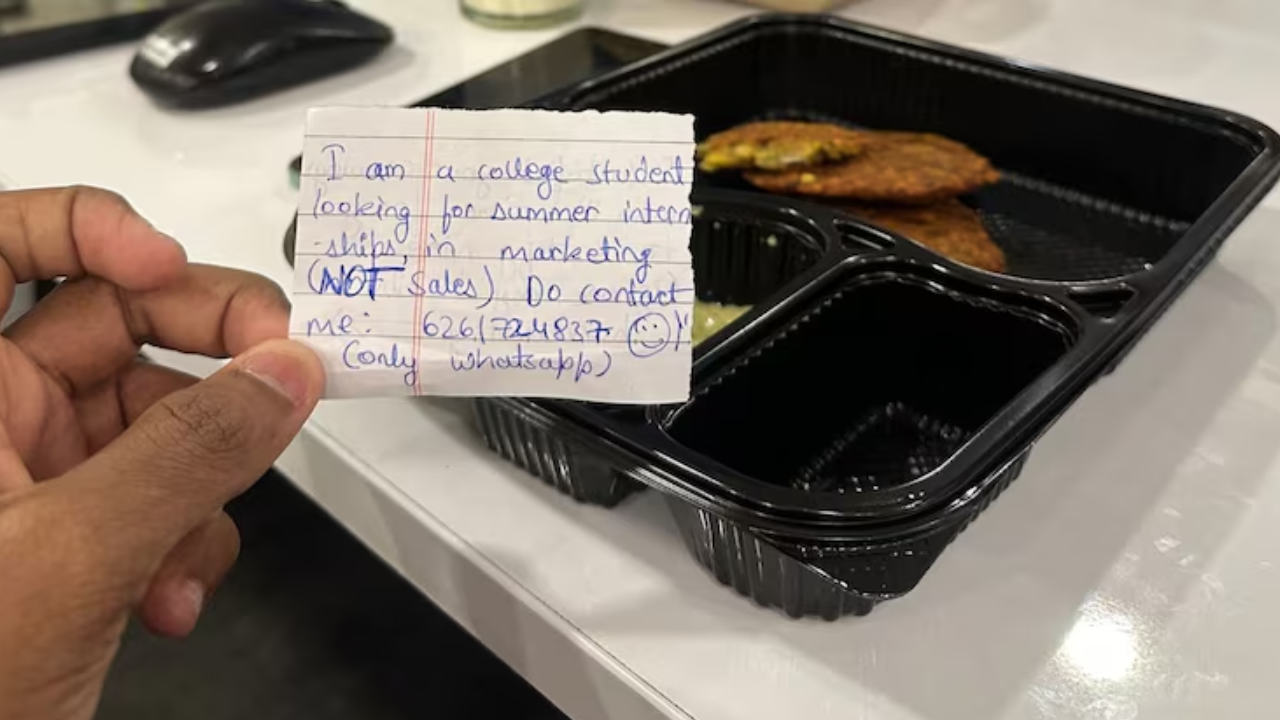 I am a college student
looking for summer intern
-ships, in marketing
(NOT Sales) Do contact
me: 6261724837 ☺
(only whatsapp)